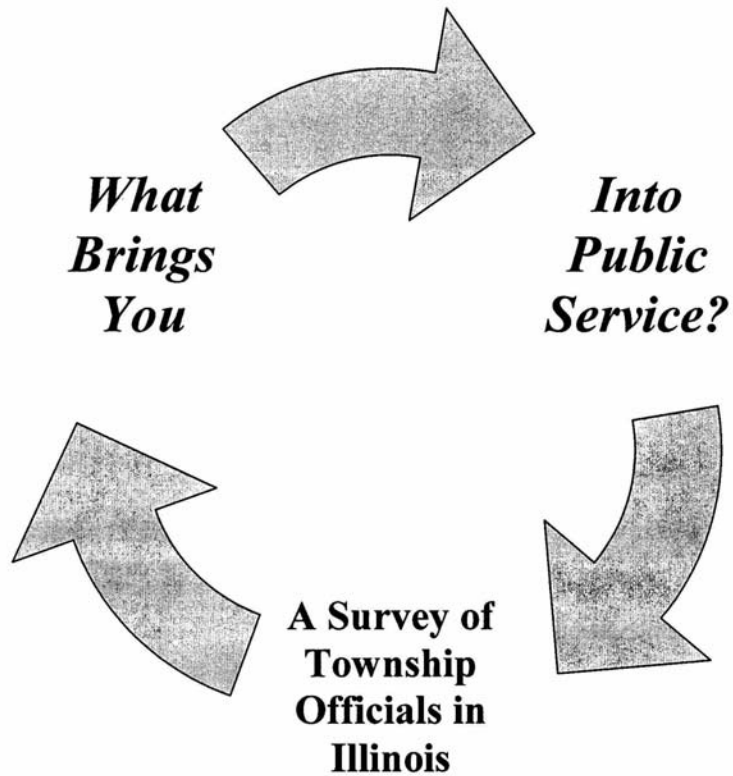 What
Brings
You
Into
Public
Service?
A Survey of
Township
Officials in
Illinois